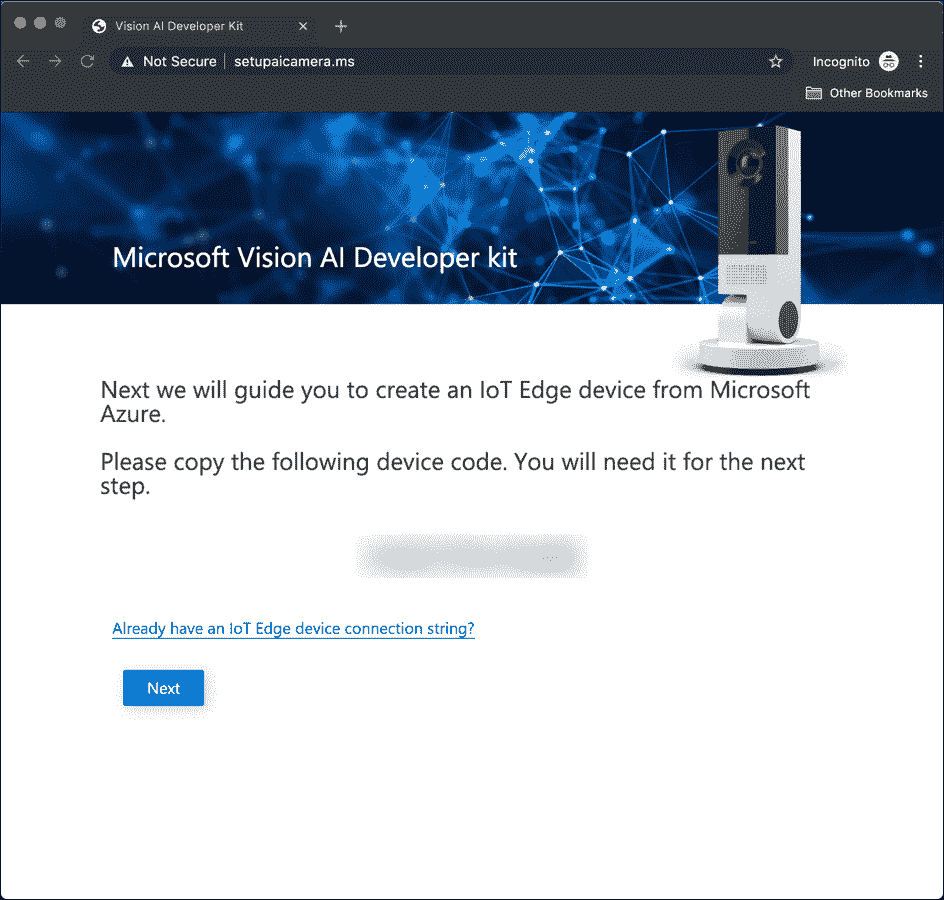 Vision AI Developer Kit
Not Secure | setupaicamera.ms
Incognito
Other Bookmarks
Microsoft Vision AI Developer kit
Next we will guide you to create an IoT Edge device from Microsoft
Azure.
Please copy the following device code. You will need it for the next
step.
Already have an IoT Edge device connection string?
Next